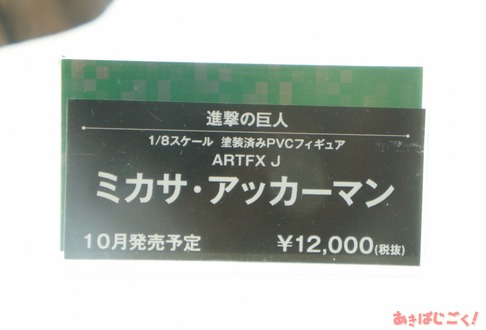 進撃の巨人
1/8スケール 塗装済みPVCフィギュア
ARTFX J
ミカサ・アッカーマン
10月発売予定 ¥12,000(税抜)
あきばじごく!